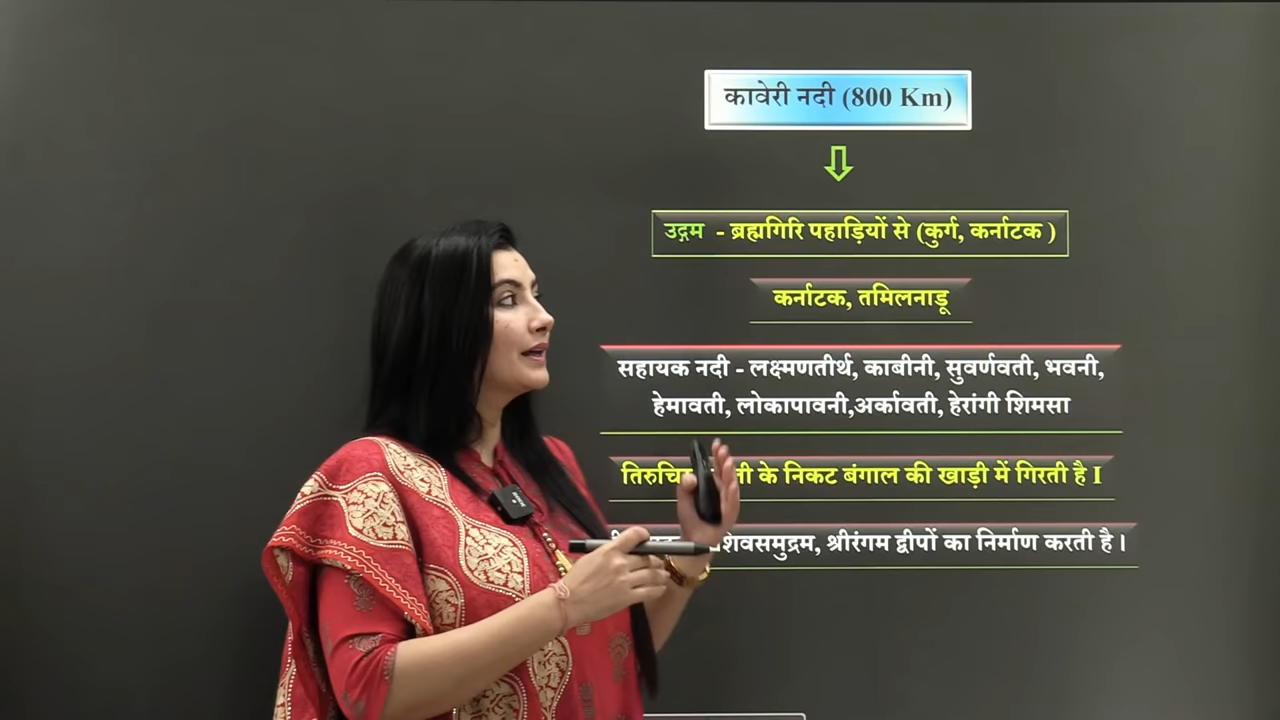 कावेरी नदी (800 Km)
उद्गम - ब्रह्मगिरि पहाड़ियों से (कुर्ग, कर्नाटक )
कर्नाटक, तमिलनाडू
सहायक नदी - लक्ष्मणतीर्थ, काबीनी, सुवर्णवती, भवनी,
हेमावती, लोकापावनी,अर्कावती, हेरांगी शिमसा
के निकट बंगाल की खाड़ी में गिरती है I
शिवसमुद्रम, श्रीरंगम द्वीपों का निर्माण करती है।